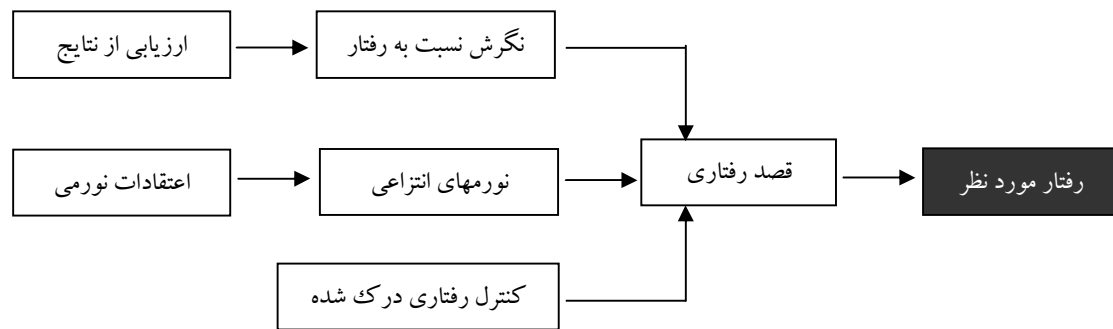 ارزیابی از نتایج
نگرش نسبت به رفتار
اعتقادات نورمی
نورمهای انتزاعی
قصد رفتاری
رفتار مورد نظر
کنترل رفتاری درک شده